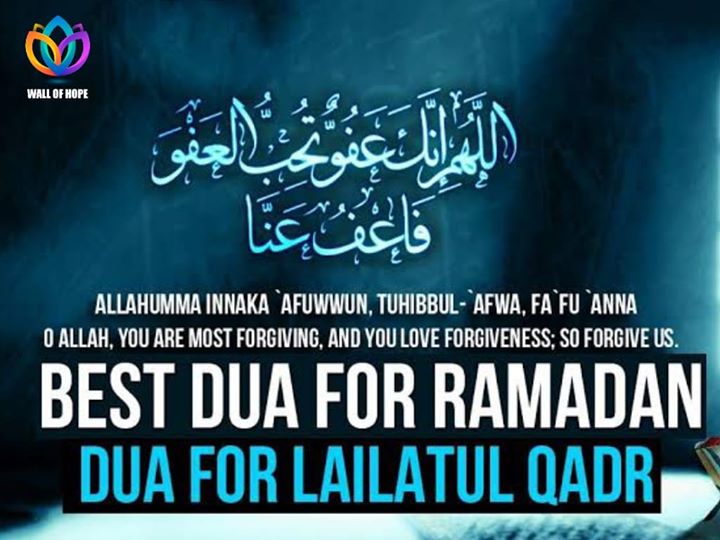 WALL OF HOPE
اللَّهُمَّ إِنَّكَ عَفُوٌّ تُحِبُّ العَفْوَ
فَاعْفُ عَنَّا
ALLAHUMMA INNAKA `AFUWWUN, TUHIBBUL-`AFWA, FA`FU `ANNA
O ALLAH, YOU ARE MOST FORGIVING, AND YOU LOVE FORGIVENESS; SO FORGIVE US.
BEST DUA FOR RAMADAN
DUA FOR LAILATUL QADR